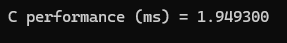 C performance (ms) = 1.949300